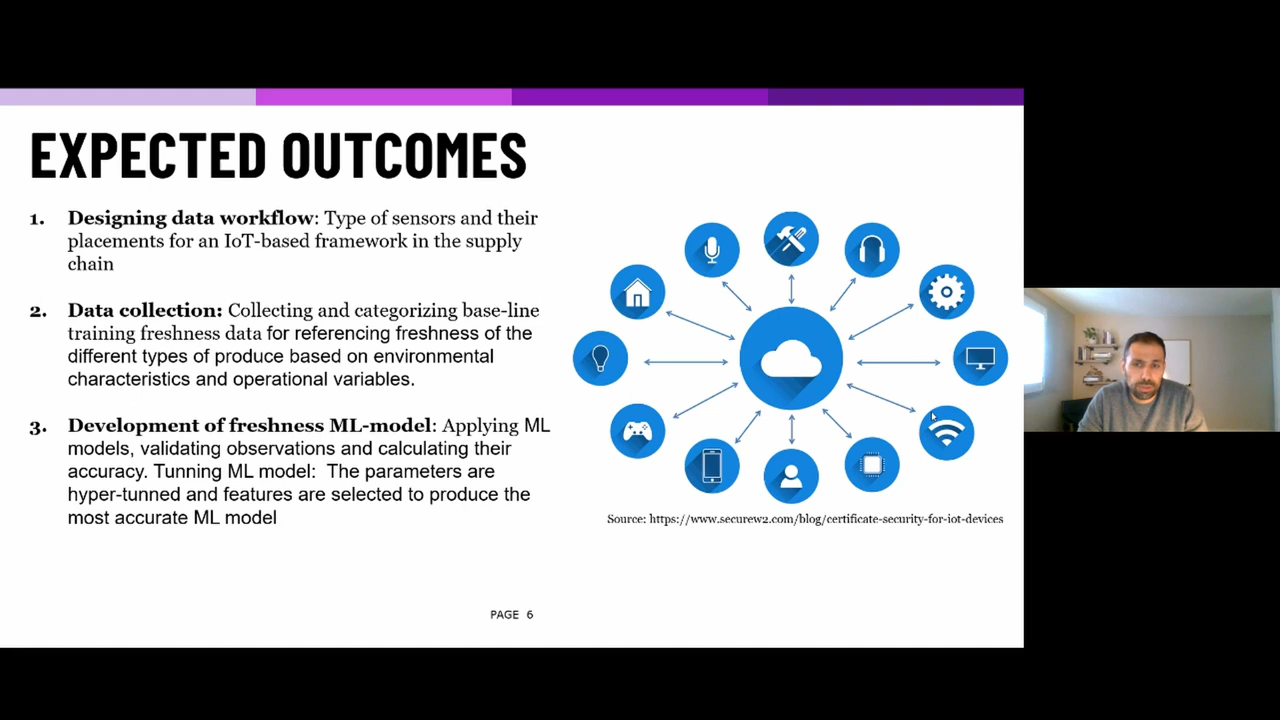 EXPECTED OUTCOMES
1. Designing data workflow: Type of sensors and their
placements for an IoT-based framework in the supply
chain
2. Data collection: Collecting and categorizing base-line
training freshness data for referencing freshness of the
different types of produce based on environmental
characteristics and operational variables.
3. Development of freshness ML-model: Applying ML
models, validating observations and calculating their
accuracy. Tunning ML model: The parameters are
hyper-tunned and features are selected to produce the
most accurate ML model
Source: https://www.securew2.com/blog/certificate-security-for-iot-devices
PAGE 6